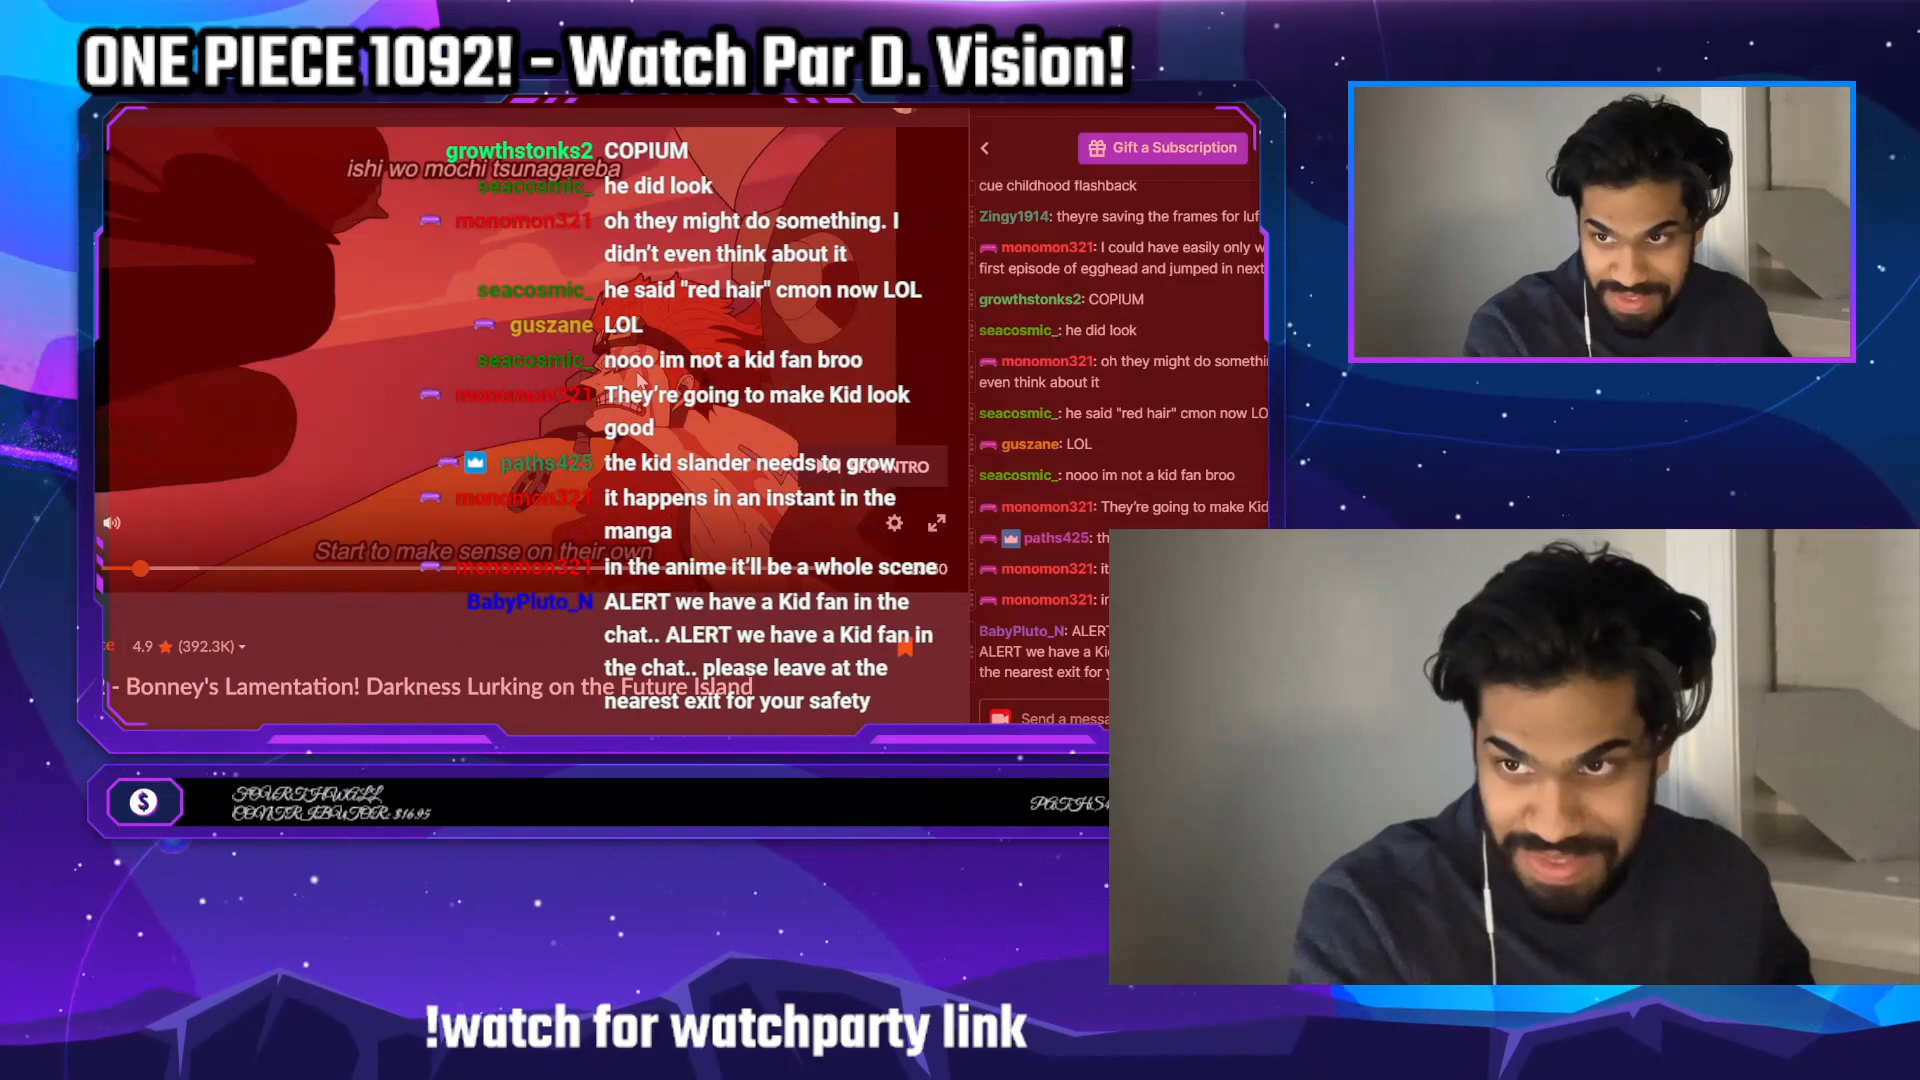 ONE PIECE 1092! - Watch Par D. Vision!
growthstonks2 COPIUM
ishi wo mochi tsunagareba
seacosmic_ he did look
monomon321 oh they might do something. I
didn't even think about it
seacosmic_ he said "red hair" cmon now LOL
guszane LOL
seacosmic_ nooo im not a kid fan broo
monomon321 They're going to make Kid look
good
paths425 the kid slander needs to grow
INTRO
monomon321 it happens in an instant in the
manga
Start to make sense on their own
monomon321 in the anime it'll be a whole scene
BabyPluto_N ALERT we have a Kid fan in the
chat.. ALERT we have a Kid fan in
the chat.. please leave at the
nearest exit for your safety
4.9 (392.3K)
- Bonney's Lamentation! Darkness Lurking on the Future Island
Gift a Subscription
cue childhood flashback
Zingy1914: theyre saving the frames for luf
monomon321: I could have easily only w
first episode of egghead and jumped in next
growthstonks2: COPIUM
seacosmic_: he did look
monomon321: oh they might do somethi
even think about it
seacosmic_: he said "red hair" cmon now LO
guszane: LOL
seacosmic_: nooo im not a kid fan broo
monomon321: They're going to make Kid
paths425: th
monomon321: it
monomon321: ir
BabyPluto_N: ALERT
ALERT we have a Ki
the nearest exit for y
Send a messa
$
FOURTHWALL
CONTRIBUTOR: $16.95
PATHS4
!watch for watchparty link